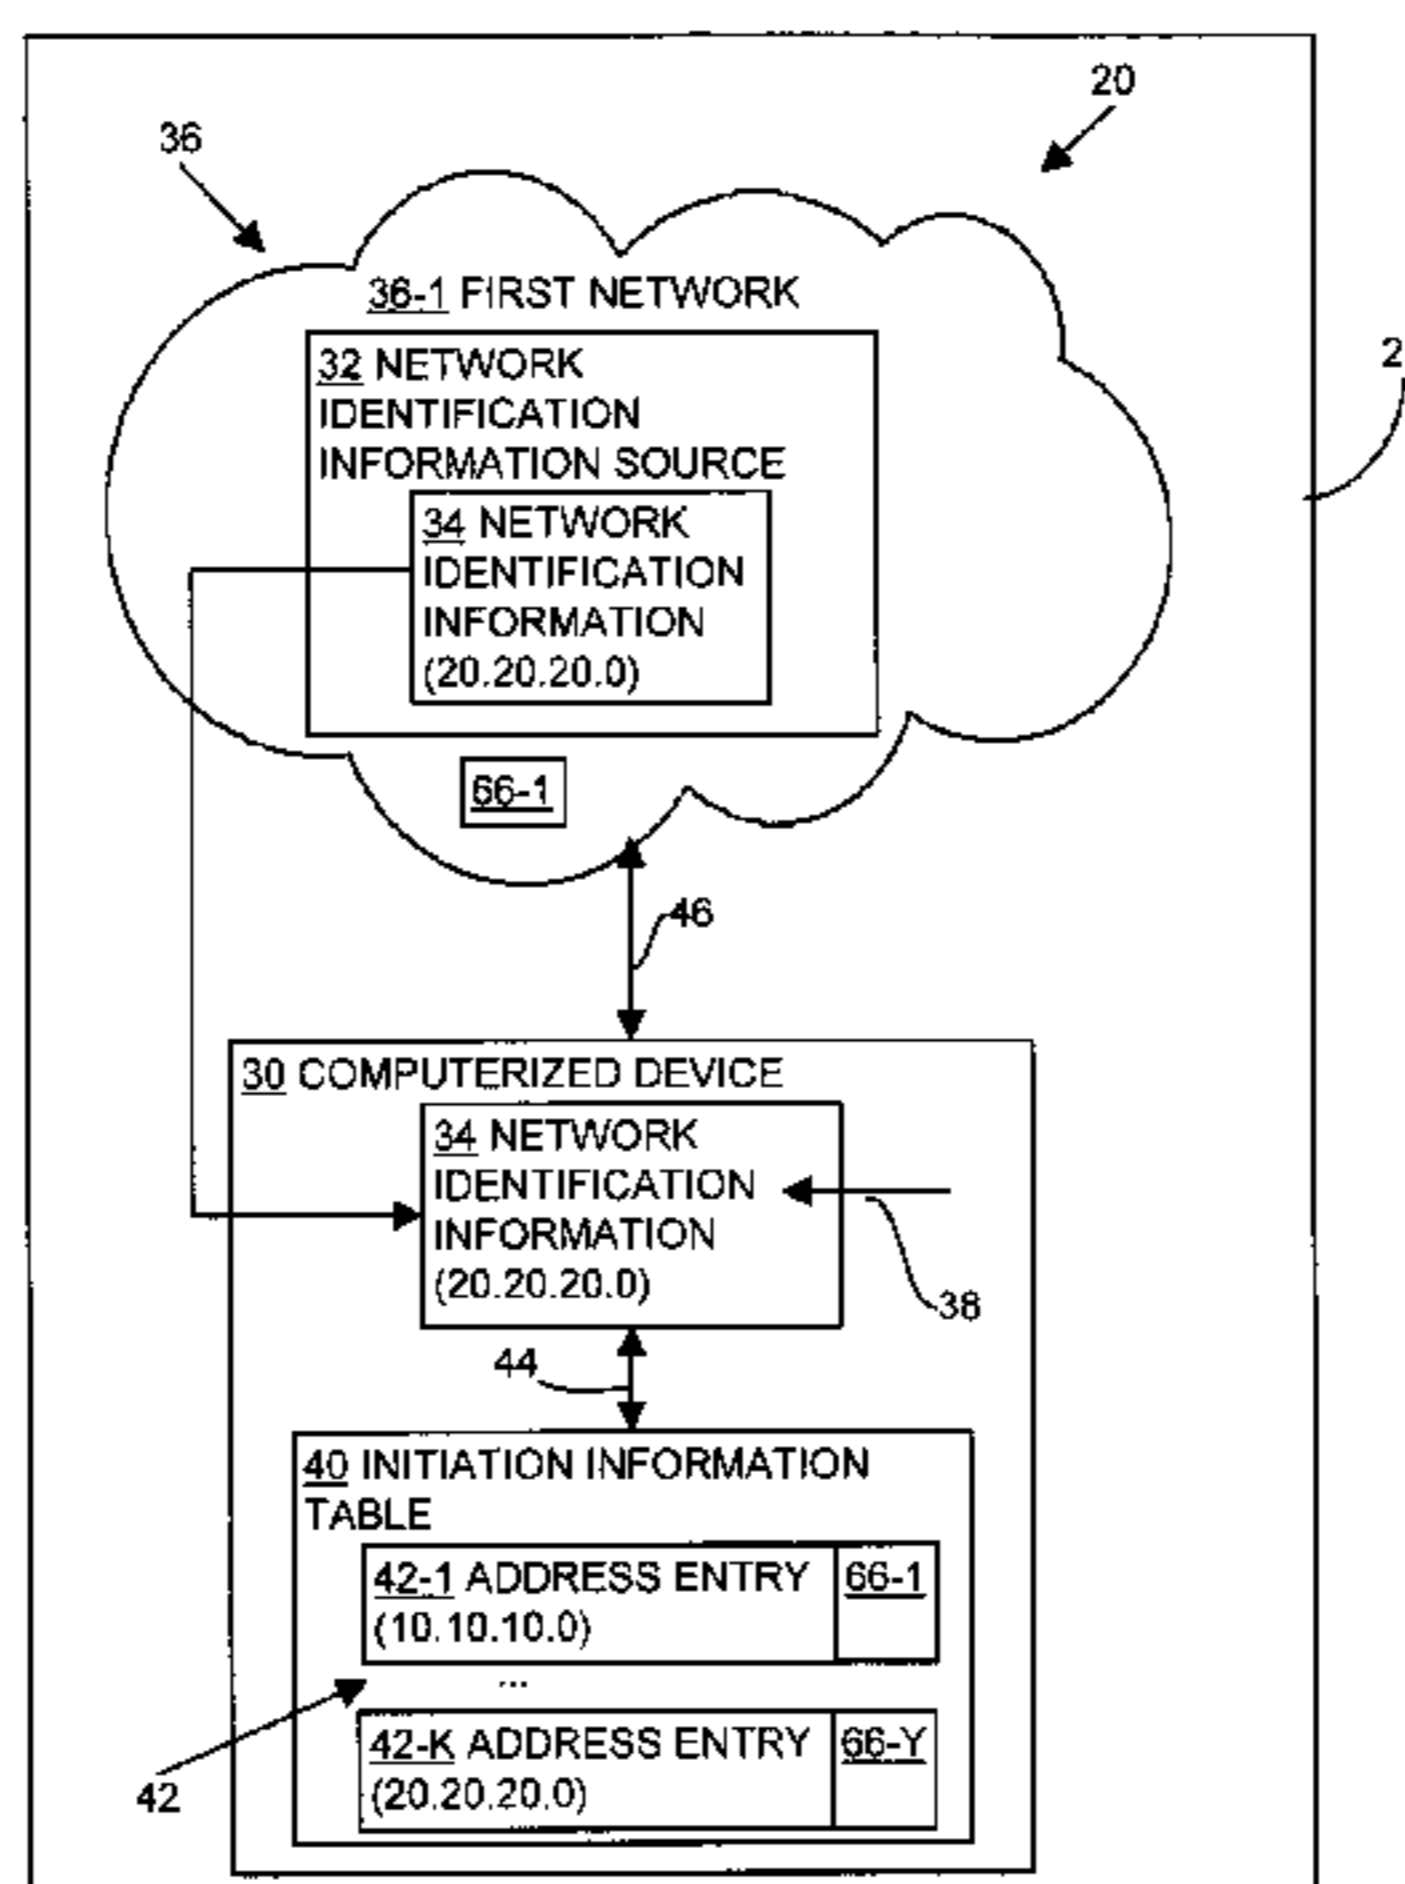 20
36
36-1 FIRST NETWORK
32 NETWORK
IDENTIFICATION
INFORMATION SOURCE
2
34 NETWORK
IDENTIFICATION
INFORMATION
(20.20.20.0)
66-1
46
30 COMPUTERIZED DEVICE
34 NETWORK
IDENTIFICATION
INFORMATION
(20.20.20.0)
38
44
40 INITIATION INFORMATION
TABLE
42-1 ADDRESS ENTRY
(10.10.10.0)
66-1
...
42-K ADDRESS ENTRY
(20.20.20.0)
66-Y
42